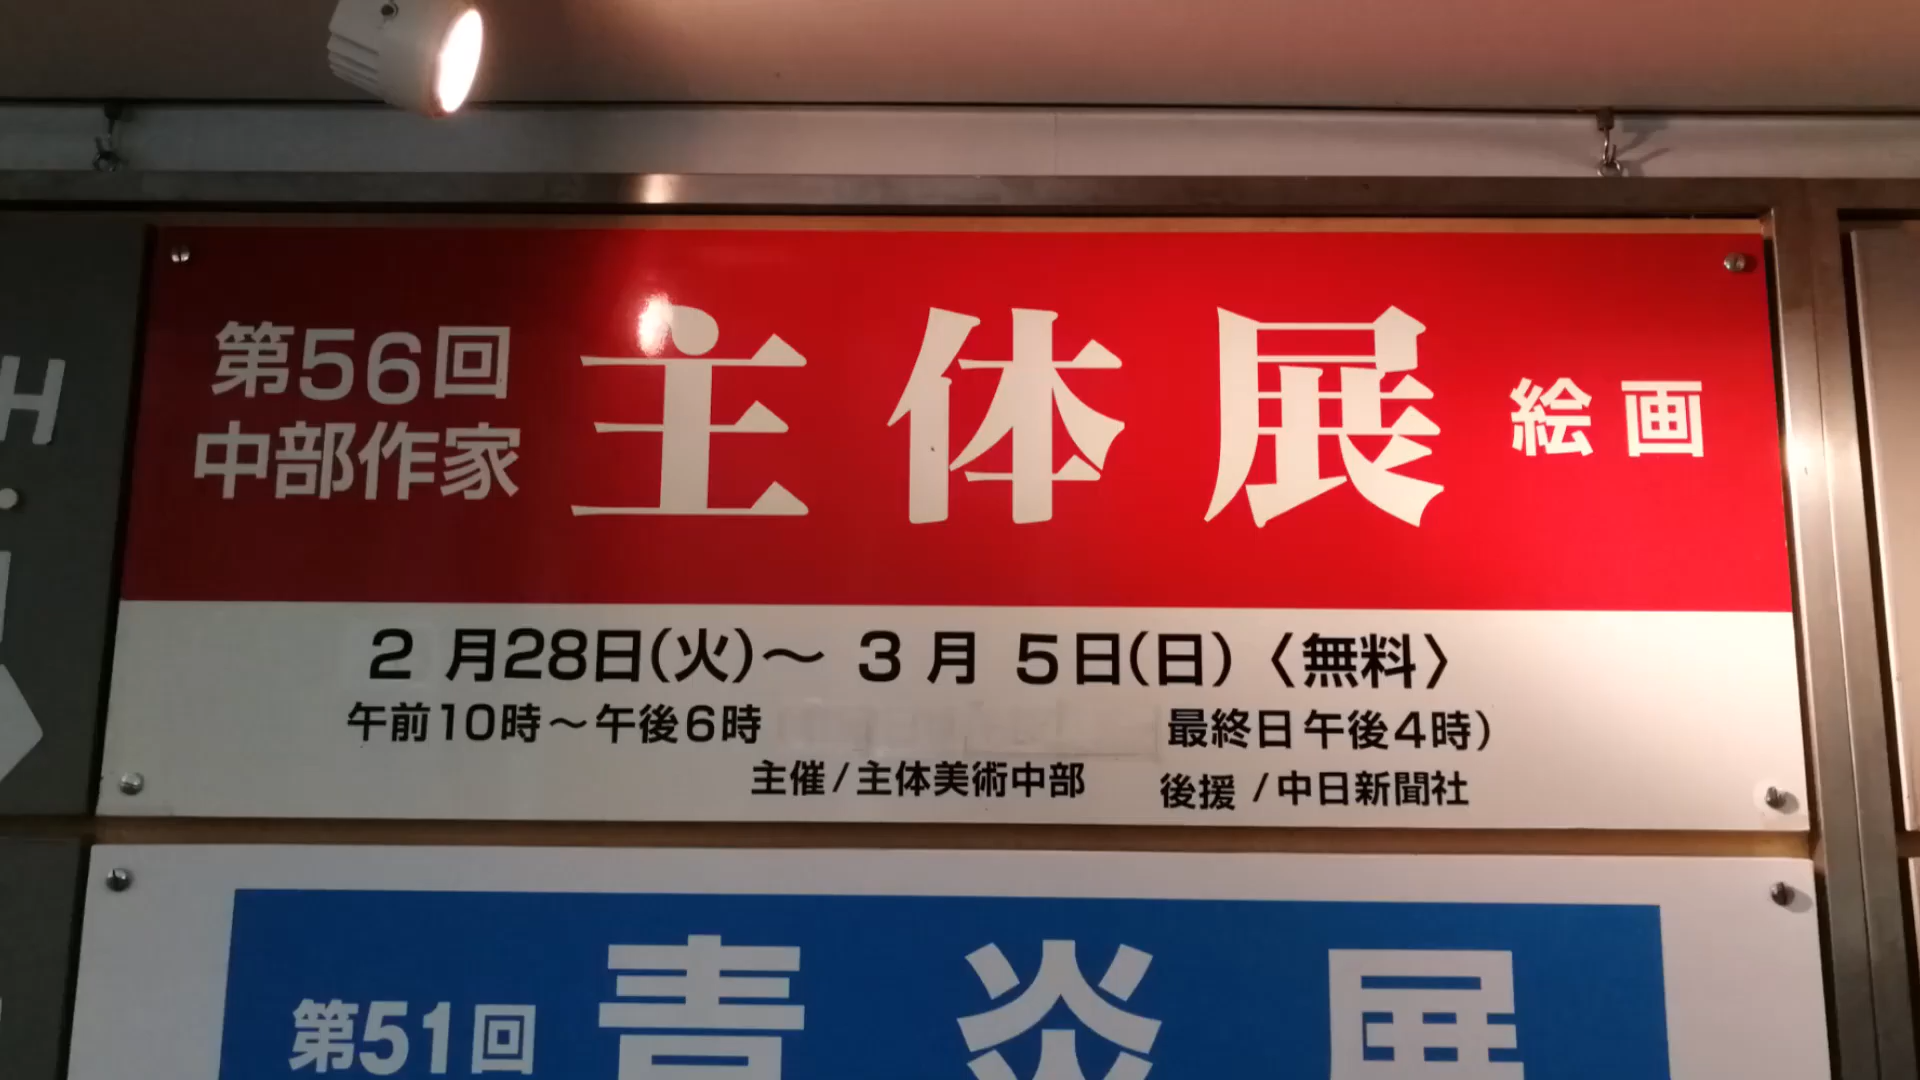 第56回
中部作家
主体展 絵画
2月28日(火)～3月5日(日)〈無料〉
午前10時～午後6時 最終日午後4時)
主催/主体美術中部 後援/中日新聞社
第51回
炎展
H